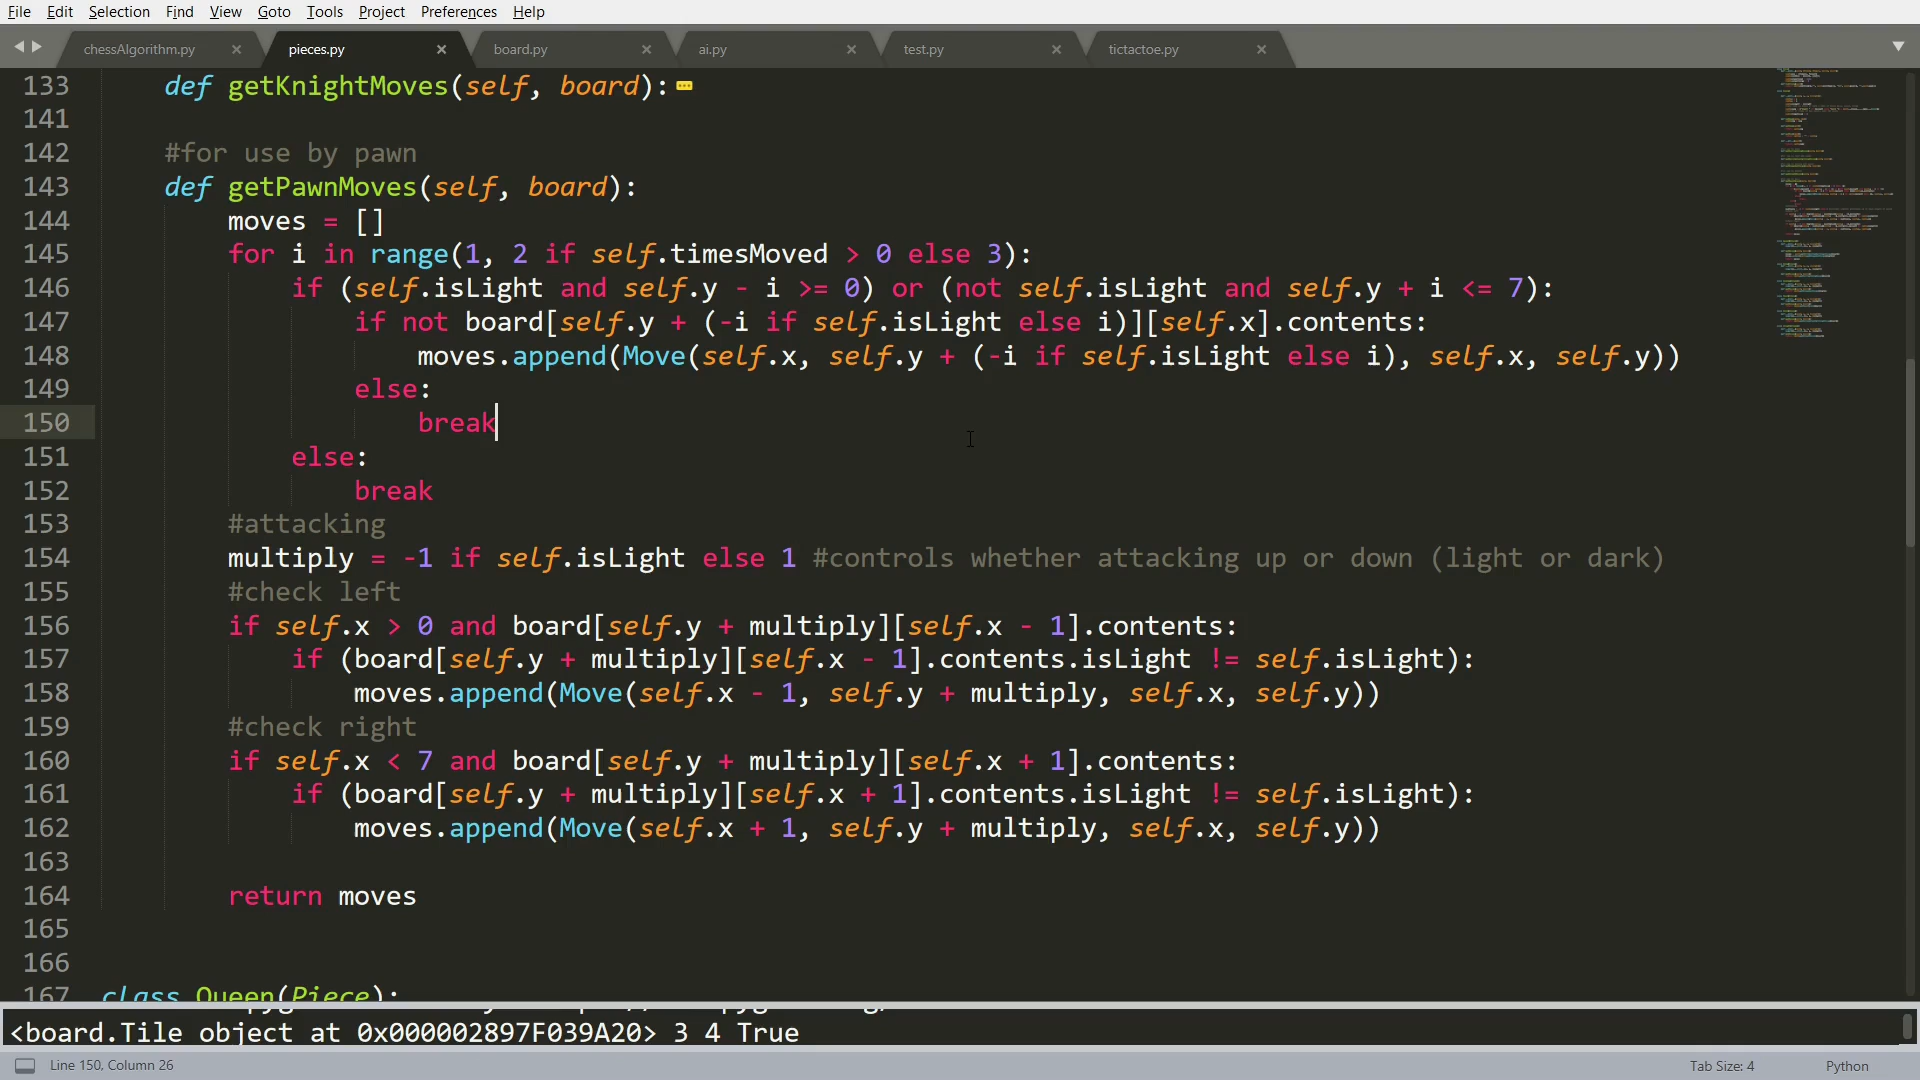 File Edit Selection Find View Goto Tools Project Preferences Help
chessAlgorithm.py × pieces.py × board.py × ai.py × test.py × tictactoe.py ×
133 def getKnightMoves(self, board):
141
142 #for use by pawn
143 def getPawnMoves(self, board):
144 moves = []
145 for i in range(1, 2 if self.timesMoved > 0 else 3):
146 if (self.isLight and self.y - i >= 0) or (not self.isLight and self.y + i <= 7):
147 if not board[self.y + (-i if self.isLight else i)][self.x].contents:
148 moves.append(Move(self.x, self.y + (-i if self.isLight else i), self.x, self.y))
149 else:
150 break
151 else:
152 break
153 #attacking
154 multiply = -1 if self.isLight else 1 #controls whether attacking up or down (light or dark)
155 #check left
156 if self.x > 0 and board[self.y + multiply][self.x - 1].contents:
157 if (board[self.y + multiply][self.x - 1].contents.isLight != self.isLight):
158 moves.append(Move(self.x - 1, self.y + multiply, self.x, self.y))
159 #check right
160 if self.x < 7 and board[self.y + multiply][self.x + 1].contents:
161 if (board[self.y + multiply][self.x + 1].contents.isLight != self.isLight):
162 moves.append(Move(self.x + 1, self.y + multiply, self.x, self.y))
163
164 return moves
165
166
167 class Queen(Piece):
<board.Tile object at 0x000002897F039A20> 3 4 True
Line 150, Column 26 Tab Size: 4 Python